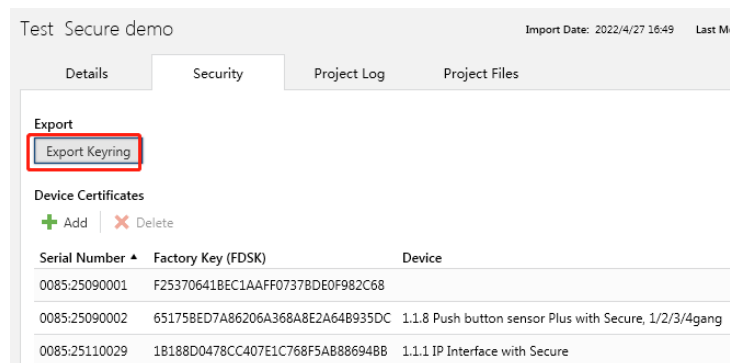 Test Secure demo Import Date: 2022/4/27 16:49 Last M
Details Security Project Log Project Files
Export
Export Keyring
Device Certificates
Add Delete
Serial Number Factory Key (FDSK) Device
0085:25090001 F25370641BEC1AAFF0737BDE0F982C68
0085:25090002 65175BED7A86206A368A8E2A64B935DC 1.1.8 Push button sensor Plus with Secure, 1/2/3/4gang
0085:25110029 1B188D0478CC407E1C768F5AB88694BB 1.1.1 IP Interface with Secure